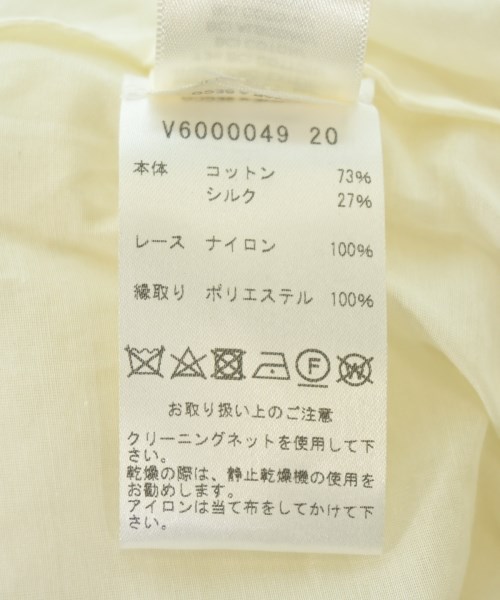 V6000049 20
本体 コットン 73%
シルク 27%
レース ナイロン 100%
縁取り ポリエステル 100%
F W
お取り扱い上のご注意
クリーニングネットを使用して下
さい。
乾燥の際は、静止乾燥機の使用を
お勧めします。
アイロンは当て布をしてかけて下
さい。